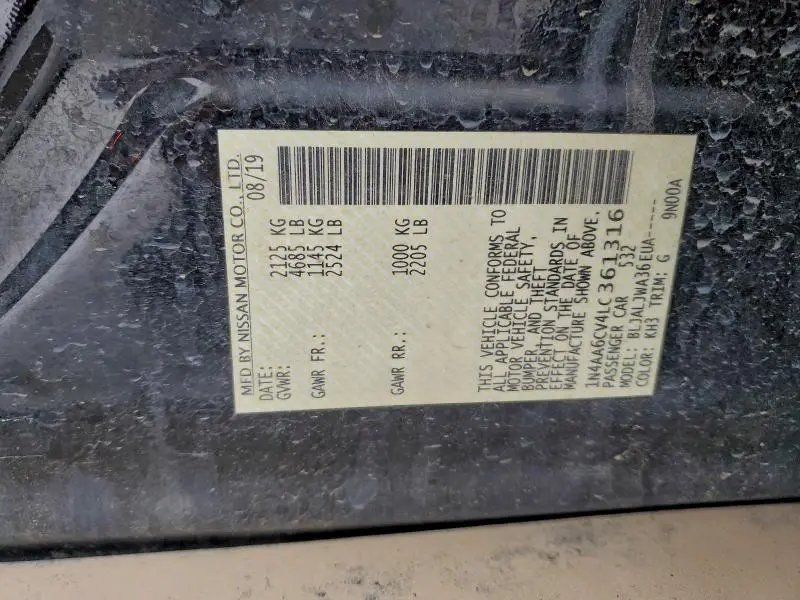 MFD BY NISSAN MOTOR CO., LTD.
DATE: 08/19
GVWR: 2125 KG
4685 LB
GAWR FR.: 1145 KG
2524 LB
GAWR RR.: 1000 KG
2205 LB
THIS VEHICLE CONFORMS TO
ALL APPLICABLE FEDERAL
MOTOR VEHICLE SAFETY,
BUMPER, AND THEFT
PREVENTION STANDARDS IN
EFFECT ON THE DATE OF
MANUFACTURE SHOWN ABOVE.
1N4AA6CV4LC361316
PASSENGER CAR 532
MODEL: BLJALJWA36EUA-----
COLOR: KH3 TRIM: G 9N00A